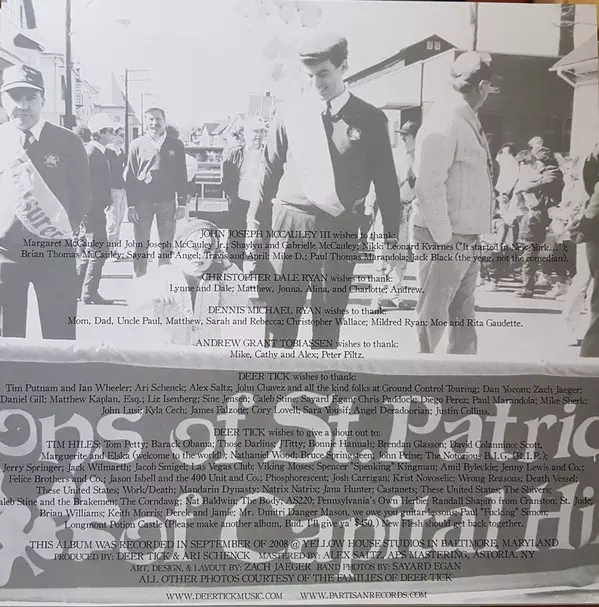 JOHN JOSEPH MCCAULEY III wishes to thank:
Margaret McCauley and John Joseph McCauley Jr.; Shaylyn and Gabrielle McCauley; Nikki Leonard Kvarnes ("It started in New York...");
Brian Thomas McCauley; Sayard and Angel; Travis and April; Mike D.; Paul Thomas Marandola; Jack Black (the yegg, not the comedian).
CHRISTOPHER DALE RYAN wishes to thank:
Lynne and Dale; Matthew, Jonna, Alina, and Charlotte; Andrew.
DENNIS MICHAEL RYAN wishes to thank:
Mom, Dad, Uncle Paul, Matthew, Sarah and Rebecca; Christopher Wallace; Mildred Ryan; Moe and Rita Gaudette.
ANDREW GRANT TOBIASSEN wishes to thank:
Mike, Cathy and Alex; Peter Piltz.
DEER TICK wishes to thank:
Tim Putnam and Ian Wheeler; Ari Schenck; Alex Saltz; John Chavez and all the kind folks at Ground Control Touring; Dan Yocom; Zach Jaeger;
Daniel Gill; Matthew Kaplan, Esq.; Liz Isenberg; Sine Jensen; Caleb Stine; Sayard Egan; Chris Paddock; Diego Perez; Paul Marandola; Mike Sherk;
John Lusi; Kyla Cech; James Falzone; Cory Lovell; Sara Yousif; Angel Deradoorian; Justin Collins.
ons of St. Patric
DEER TICK wishes to give a shout out to:
TIM HILES; Tom Petty; Barack Obama; Those Darlings (Titty) Bonnie Hannah; Brendan Glasson; David Colannino; Scott,
Marguerite and Elska (welcome to the world); Nathaniel Wood; Bruce Springsteen; John Prine; The Notorious B.I.G. (R.I.P.);
Jerry Springer; Jack Wilmarth; Jacob Smigel; Las Vegas Club; Viking Moses; Spencer "Spenking" Kingman; Amil Byleckie; Jenny Lewis and Co.;
Felice Brothers and Co.; Jason Isbell and the 400 Unit and Co.; Phosphorescent; Josh Carrigan; Krist Novoselic; Wrong Reasons; Death Vessel;
These United States; Work/Death; Mandarin Dynasty; Natrix Natrix; Jana Hunter; Castanets; These United States; The Shivers;
Caleb Stine and the Brakemen; The Corndawg; Kat Baldwin; The Body; AS220; Pennsylvania's Own Herbie; Randall Shapiro from Cranston; St. Jude;
Brian Williams; Keith Morris; Derek and Jamie; Mr. Dmitri Danger Mason, we owe you guitar lessons; Paul "Fucking" Simon;
Longmont Potion Castle (Please make another album, Bud. I'll give ya' $450.) New Flesh should get back together.
THIS ALBUM WAS RECORDED IN SEPTEMBER OF 2008 @ YELLOW HOUSE STUDIOS IN BALTIMORE, MARYLAND
PRODUCED BY: DEER TICK & ARI SCHENCK MASTERED BY: ALEX SALTZ, APS MASTERING, ASTORIA, NY
ART, DESIGN, & LAYOUT BY: ZACH JAEGER BAND PHOTOS BY: SAYARD EGAN
ALL OTHER PHOTOS COURTESY OF THE FAMILIES OF DEER TICK
WWW.DEERTICKMUSIC.COM WWW.PARTISANRECORDS.COM